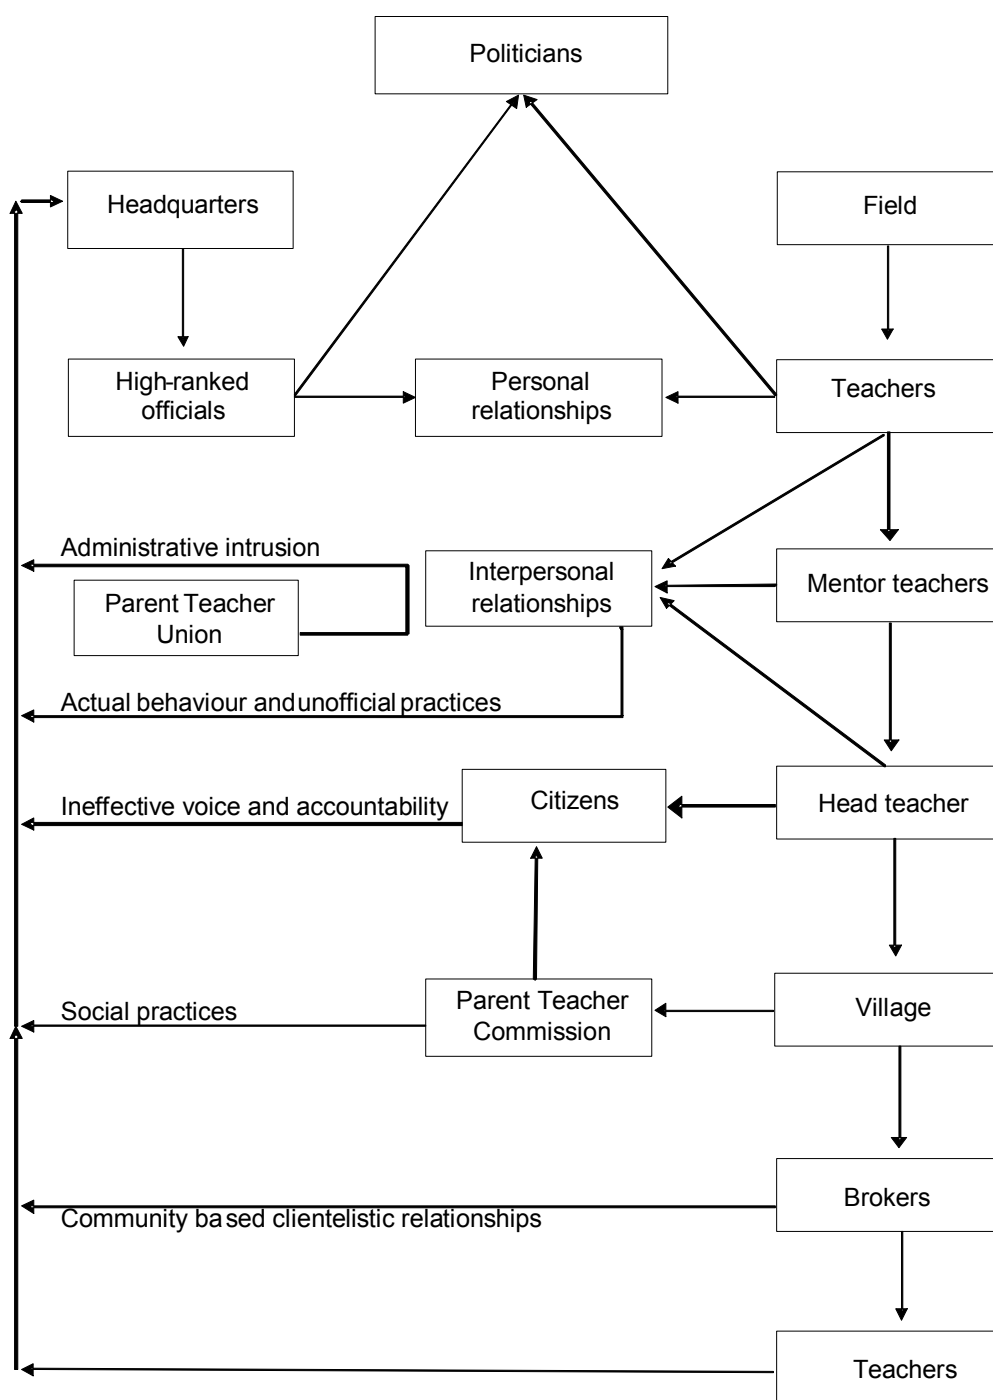 Politicians
Headquarters
Field
High-ranked
officials
Personal
relationships
Teachers
Administrative intrusion
Interpersonal
relationships
Mentor teachers
Parent Teacher
Union
Actual behaviour and unofficial practices
Ineffective voice and accountability
Citizens
Head teacher
Social practices
Parent Teacher
Commission
Village
Brokers
Community based clientelistic relationships
Teachers